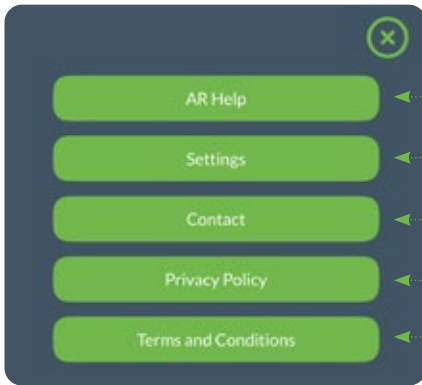 AR Help
Settings
Contact
Privacy Policy
Terms and Conditions